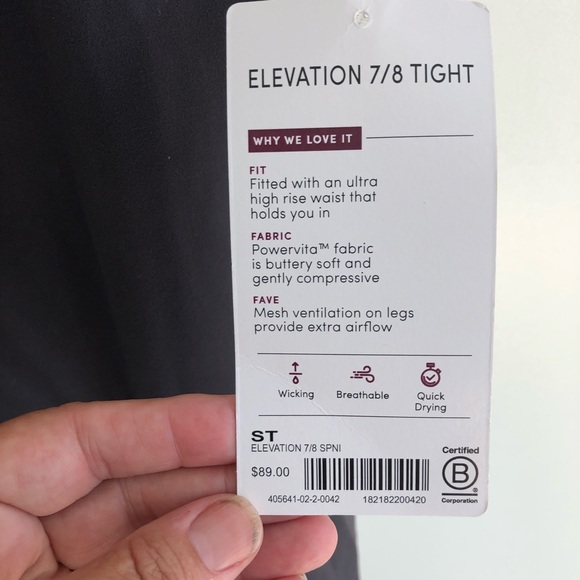 ELEVATION 7/8 TIGHT
WHY WE LOVE IT
FIT
Fitted with an ultra
high rise waist that
holds you in
FABRIC
Powervita™ fabric
is buttery soft and
gently compressive
FAVE
Mesh ventilation on legs
provide extra airflow
Wicking
Breathable
Quick
Drying
ST
ELEVATION 7/8 SPNI
$89.00
405641-02-2-0042
182182200420
Certified
B
Corporation